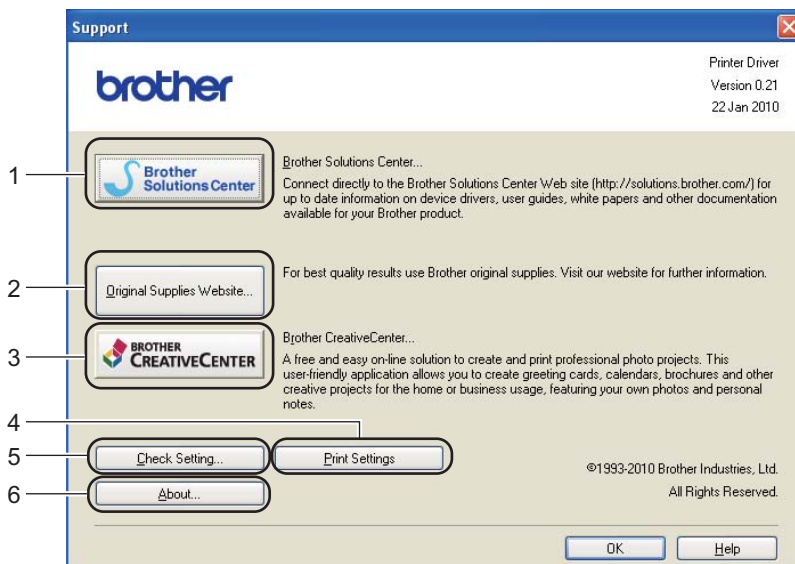 Support
brother
Printer Driver
Version 0.21
22 Jan 2010
1
Brother
Solutions Center
Brother Solutions Center...
Connect directly to the Brother Solutions Center Web site (http://solutions.brother.com/) for
up to date information on device drivers, user guides, white papers and other documentation
available for your Brother product.
2
Original Supplies Website...
For best quality results use Brother original supplies. Visit our website for further information.
3
BROTHER
CREATIVECENTER
Brother CreativeCenter...
A free and easy on-line solution to create and print professional photo projects. This
user-friendly application allows you to create greeting cards, calendars, brochures and other
creative projects for the home or business usage, featuring your own photos and personal
notes.
4
5
Check Setting...
Print Settings
©1993-2010 Brother Industries, Ltd.
6
About...
All Rights Reserved.
OK
Help